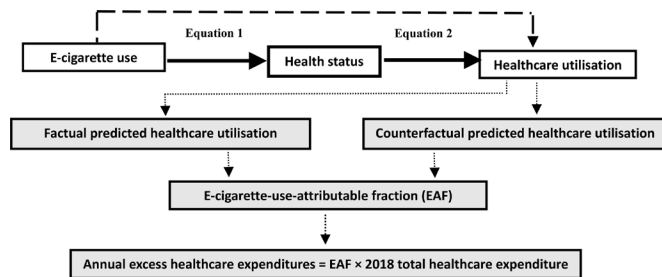 Equation 1
Equation 2
E-cigarette use
Health status
Healthcare utilisation
Factual predicted healthcare utilisation
Counterfactual predicted healthcare utilisation
E-cigarette-use-attributable fraction (EAF)
Annual excess healthcare expenditures = EAF × 2018 total healthcare expenditure